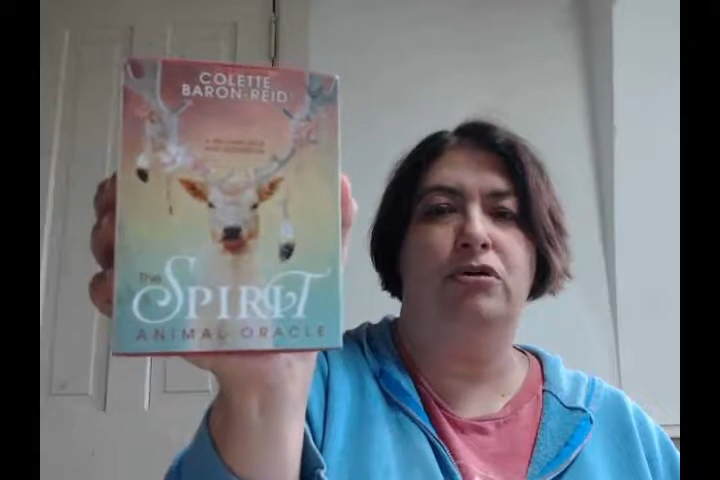 COLETTE
BARON-REID
The
SPIRIT
ANIMAL ORACLE